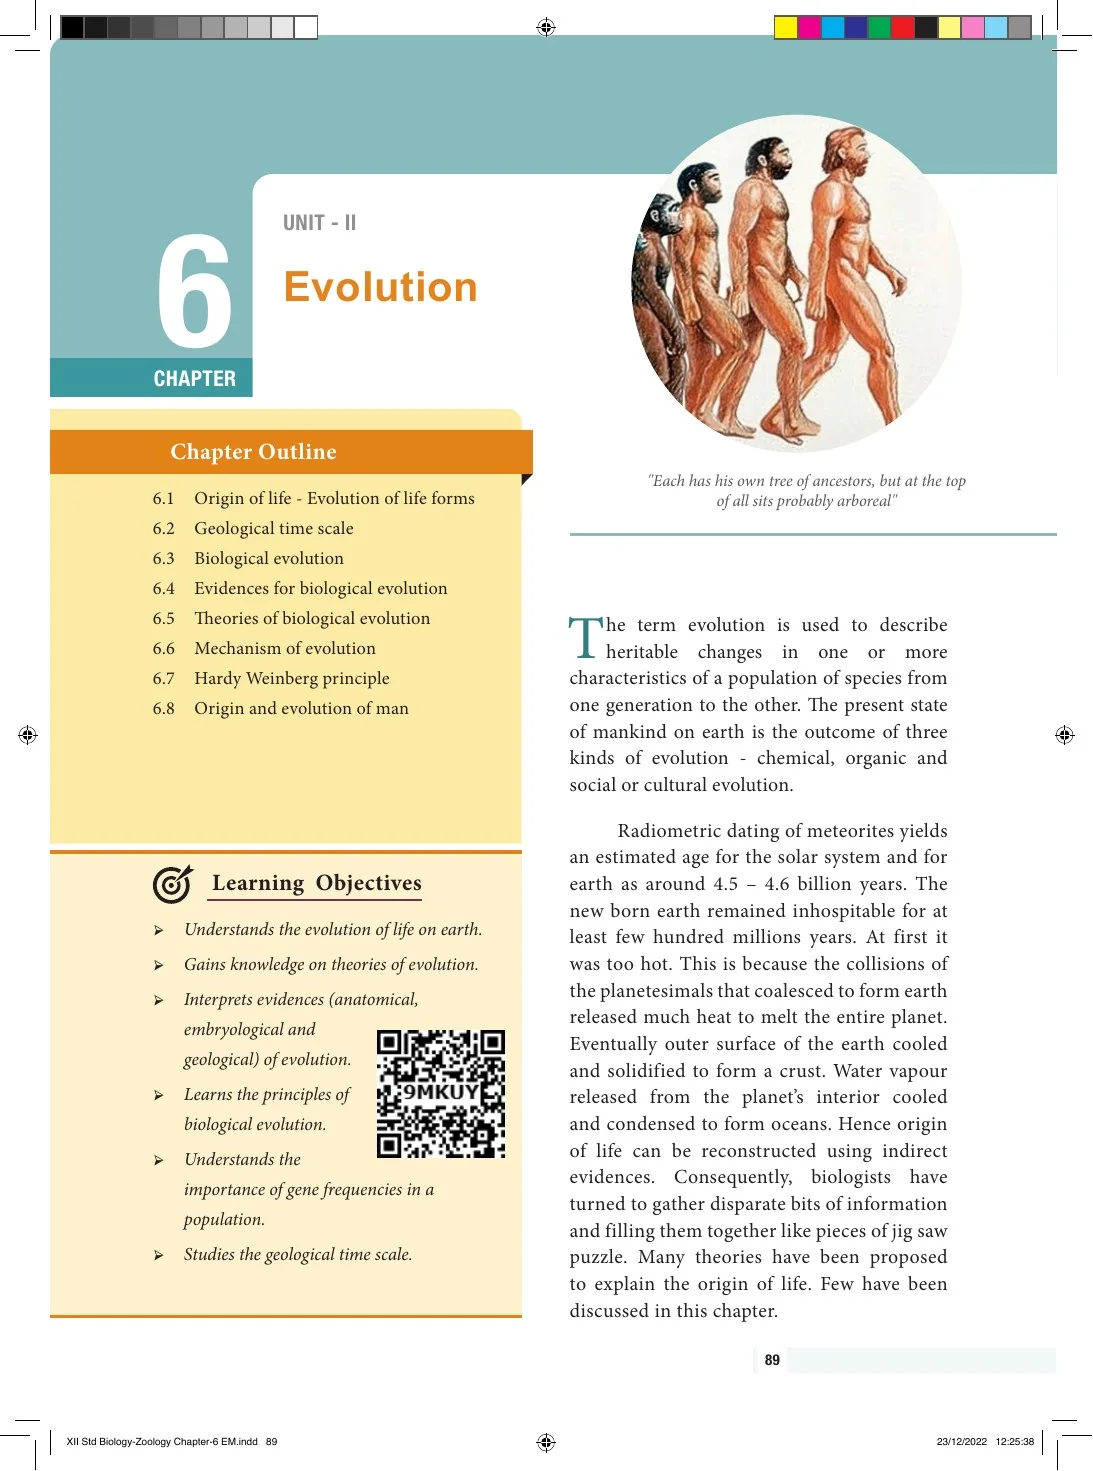 UNIT - II
Evolution
6
CHAPTER
Chapter Outline
6.1 Origin of life - Evolution of life forms
6.2 Geological time scale
6.3 Biological evolution
6.4 Evidences for biological evolution
6.5 Theories of biological evolution
6.6 Mechanism of evolution
6.7 Hardy Weinberg principle
6.8 Origin and evolution of man
Learning Objectives
➢ Understands the evolution of life on earth.
➢ Gains knowledge on theories of evolution.
➢ Interprets evidences (anatomical,
embryological and
geological) of evolution.
➢ Learns the principles of
biological evolution.
➢ Understands the
importance of gene frequencies in a
population.
➢ Studies the geological time scale.
9MKUY
"Each has his own tree of ancestors, but at the top
of all sits probably arboreal"
The term evolution is used to describe
heritable changes in one or more
characteristics of a population of species from
one generation to the other. The present state
of mankind on earth is the outcome of three
kinds of evolution - chemical, organic and
social or cultural evolution.
Radiometric dating of meteorites yields
an estimated age for the solar system and for
earth as around 4.5 – 4.6 billion years. The
new born earth remained inhospitable for at
least few hundred millions years. At first it
was too hot. This is because the collisions of
the planetesimals that coalesced to form earth
released much heat to melt the entire planet.
Eventually outer surface of the earth cooled
and solidified to form a crust. Water vapour
released from the planet's interior cooled
and condensed to form oceans. Hence origin
of life can be reconstructed using indirect
evidences. Consequently, biologists have
turned to gather disparate bits of information
and filling them together like pieces of jig saw
puzzle. Many theories have been proposed
to explain the origin of life. Few have been
discussed in this chapter.
89
XII Std Biology-Zoology Chapter-6 EM.indd 89
23/12/2022 12:25:38